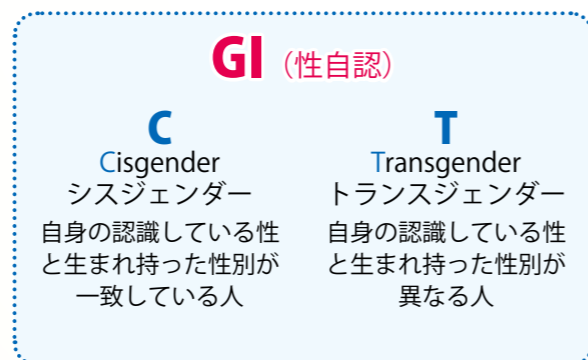 GI（性自認）
C
Cisgender
シスジェンダー
自身の認識している性
と生まれ持った性別が
一致している人
T
Transgender
トランスジェンダー
自身の認識している性
と生まれ持った性別が
異なる人